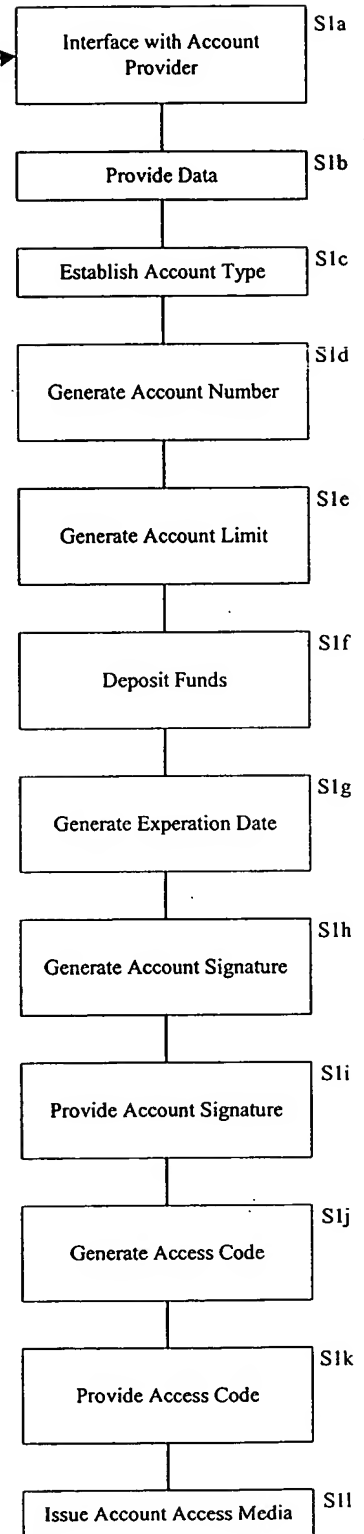 Interface with Account
Provider
S1a
Provide Data
S1b
Establish Account Type
S1c
Generate Account Number
S1d
Generate Account Limit
S1e
Deposit Funds
S1f
Generate Experation Date
S1g
Generate Account Signature
S1h
Provide Account Signature
S1i
Generate Access Code
S1j
Provide Access Code
S1k
Issue Account Access Media
S1l